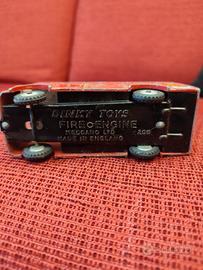 DINKY TOYS
FIRE ENGINE
MECCANO LTD
MADE IN ENGLAND